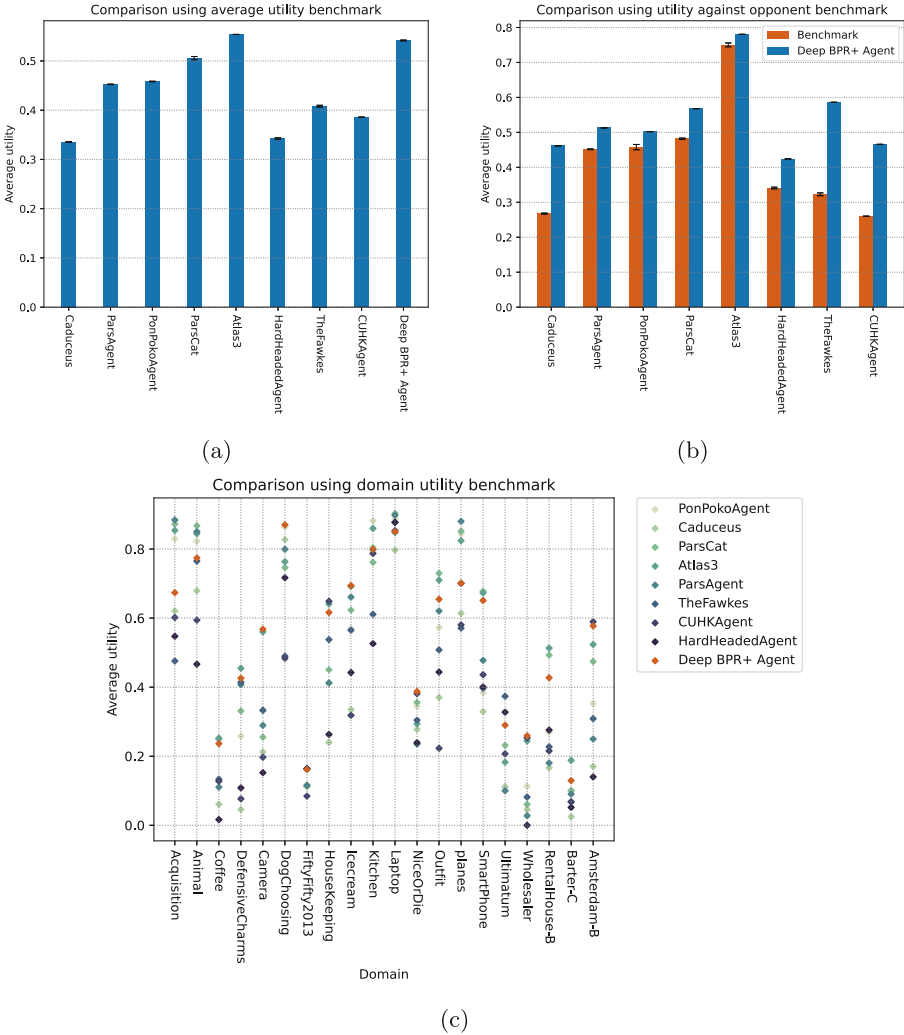 Comparison using average utility benchmark
Average utility
0.5
0.4
0.3
0.2
0.1
0.0
Caduceus
ParsAgent
PonPokoAgent
ParsCat
Atlas3
HardHeadedAgent
TheFawkes
CUHKAgent
Deep BPR+ Agent
(a)
Comparison using utility against opponent benchmark
Benchmark
Deep BPR+ Agent
Average utility
0.8
0.7
0.6
0.5
0.4
0.3
0.2
0.1
0.0
Caduceus
ParsAgent
PonPokoAgent
ParsCat
Atlas3
HardHeadedAgent
TheFawkes
CUHKAgent
(b)
Comparison using domain utility benchmark
Average utility
0.8
0.6
0.4
0.2
0.0
Acquisition
Animal
Coffee
DefensiveCharms
Camera
DogChoosing
FiftyFifty2013
HouseKeeping
Icecream
Kitchen
Laptop
NiceOrDie
Outfit
planes
SmartPhone
Ultimatum
Wholesaler
RentalHouse-B
Barter-C
Amsterdam-B
Domain
PonPokoAgent
Caduceus
ParsCat
Atlas3
ParsAgent
TheFawkes
CUHKAgent
HardHeadedAgent
Deep BPR+ Agent
(c)